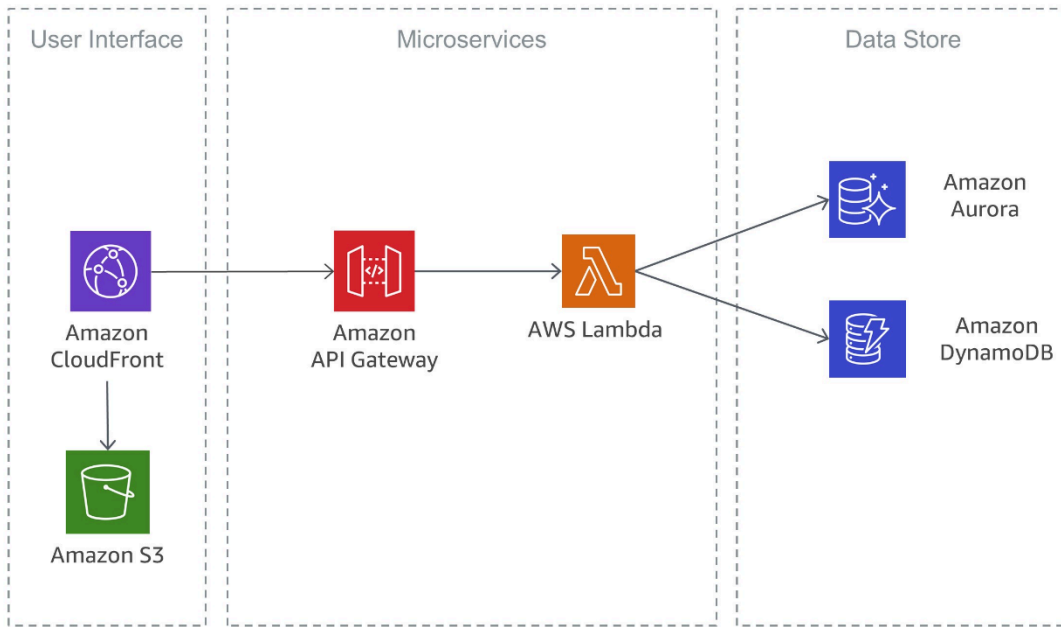 User Interface
Microservices
Data Store
Amazon
Aurora
Amazon
CloudFront
Amazon
API Gateway
AWS Lambda
Amazon
DynamoDB
Amazon S3